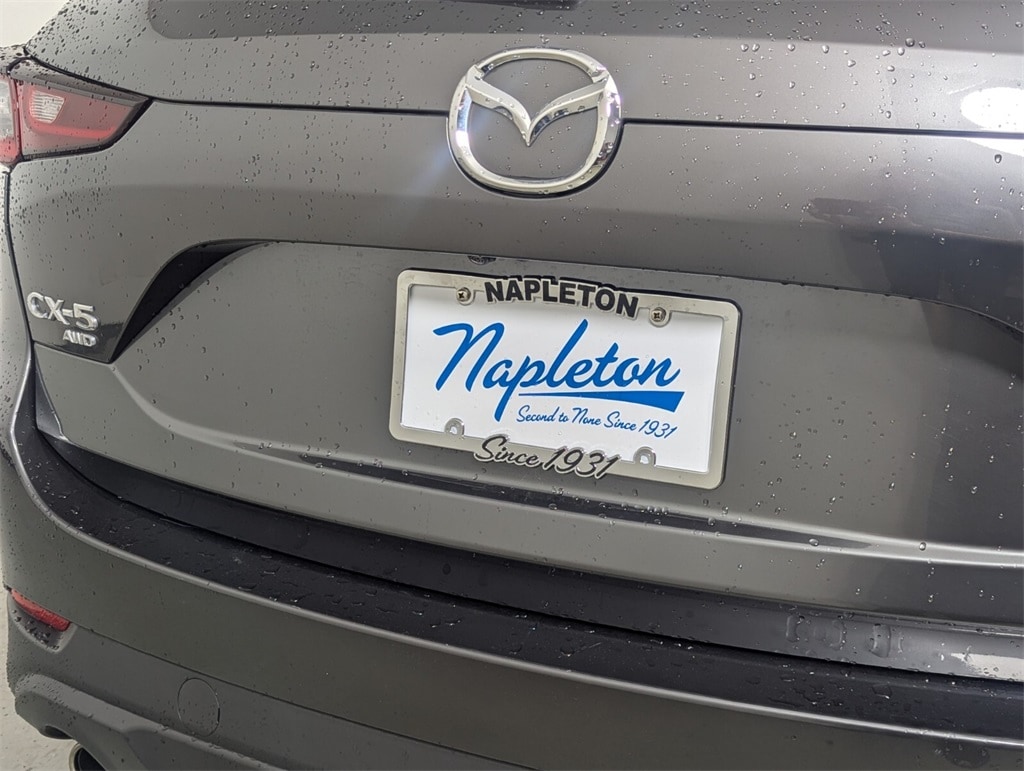 CX-5
AWD
NAPLETON
Napleton
Second to None Since 1931
Since 1931